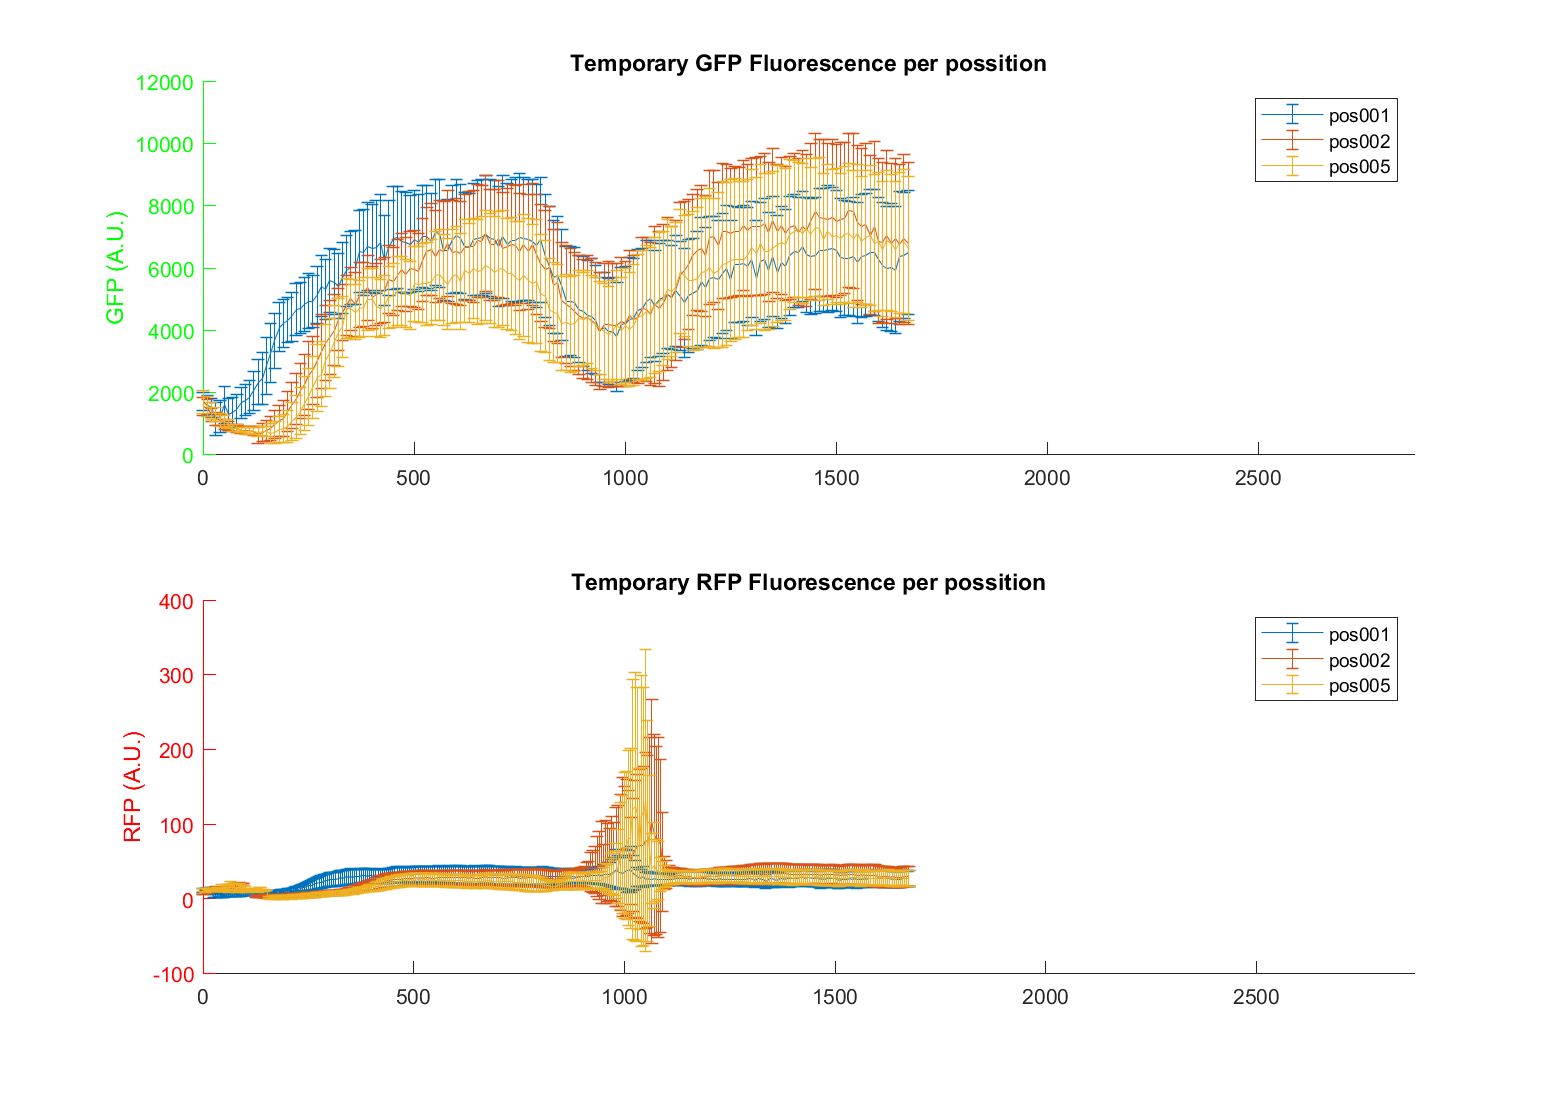 Temporary GFP Fluorescence per possition
12000
10000
8000
6000
4000
2000
0
GFP (A.U.)
0 500 1000 1500 2000 2500
pos001
pos002
pos005
Temporary RFP Fluorescence per possition
400
300
200
100
0
-100
RFP (A.U.)
0 500 1000 1500 2000 2500
pos001
pos002
pos005